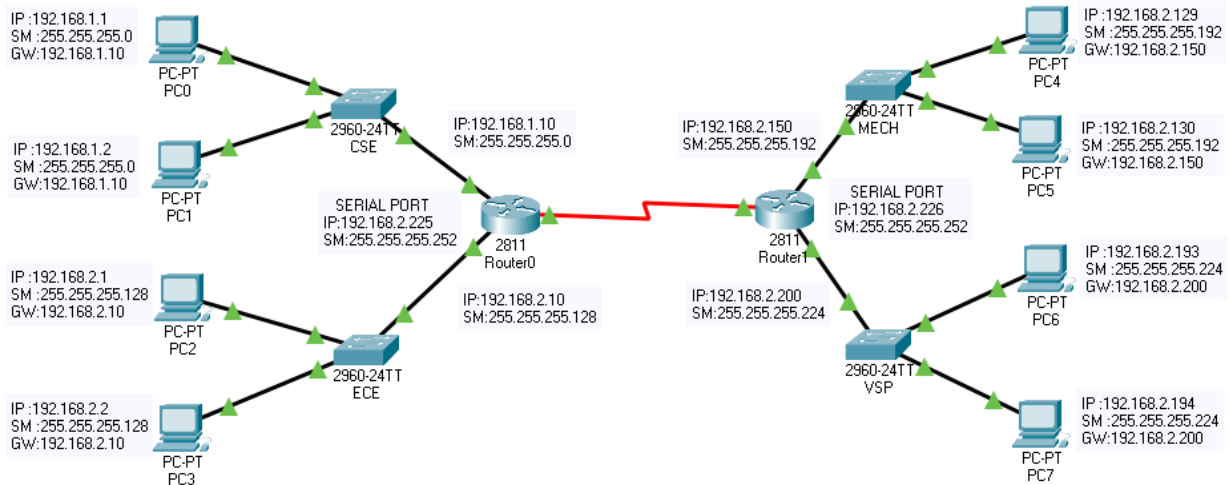 IP :192.168.1.1
SM :255.255.255.0
GW:192.168.1.10
PC-PT
PC0
IP :192.168.1.2
SM :255.255.255.0
GW:192.168.1.10
PC-PT
PC1
2960-24TT
CSE
IP:192.168.1.10
SM:255.255.255.0
SERIAL PORT
IP:192.168.2.225
SM:255.255.255.252
2811
Router0
IP :192.168.2.1
SM :255.255.255.128
GW:192.168.2.10
PC-PT
PC2
IP :192.168.2.2
SM :255.255.255.128
GW:192.168.2.10
PC-PT
PC3
2960-24TT
ECE
IP:192.168.2.10
SM:255.255.255.128
IP:192.168.2.150
SM:255.255.255.192
2960-24TT
MECH
IP :192.168.2.129
SM :255.255.255.192
GW:192.168.2.150
PC-PT
PC4
IP :192.168.2.130
SM :255.255.255.192
GW:192.168.2.150
PC-PT
PC5
SERIAL PORT
IP:192.168.2.226
SM:255.255.255.252
2811
Router1
IP:192.168.2.200
SM:255.255.255.224
2960-24TT
VSP
IP :192.168.2.193
SM :255.255.255.224
GW:192.168.2.200
PC-PT
PC6
IP :192.168.2.194
SM :255.255.255.224
GW:192.168.2.200
PC-PT
PC7